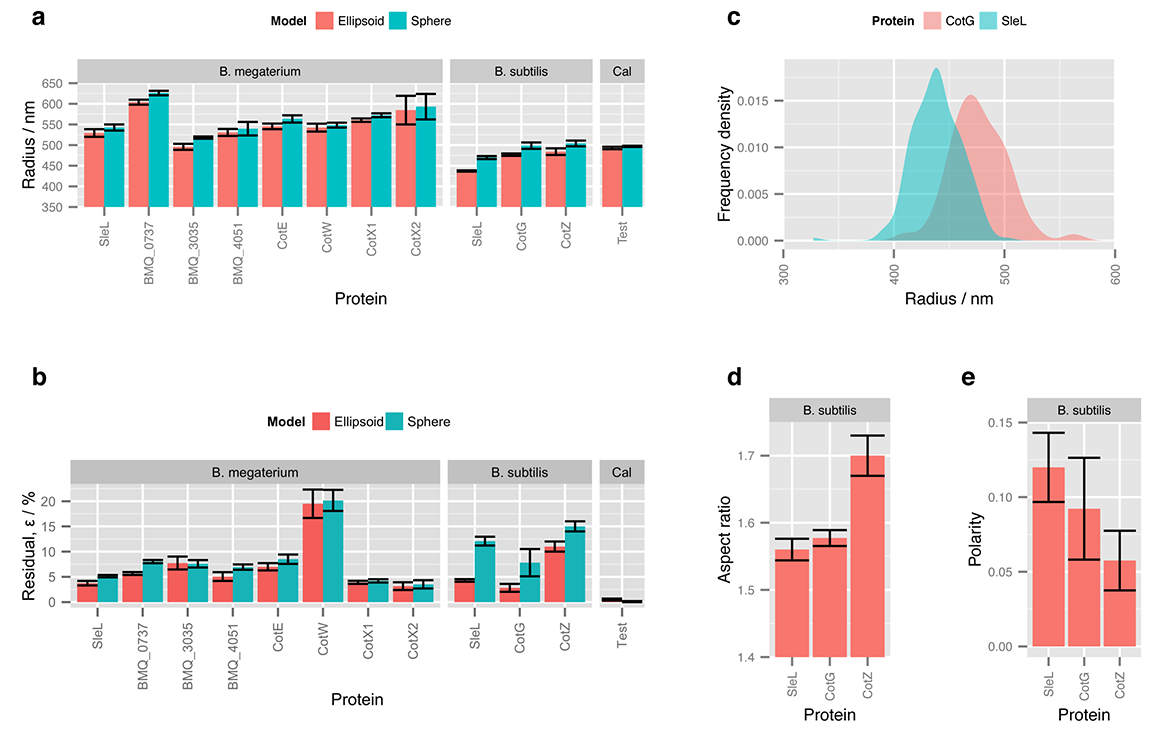 a
Model Ellipsoid Sphere
B. megaterium B. subtilis Cal
Radius / nm
650
600
550
500
450
400
350
SleL BMQ_0737 BMQ_3035 BMQ_4051 CotE CotW CotX1 CotX2 SleL CotG CotZ Test
Protein
c
Protein CotG SleL
Frequency density
0.015
0.010
0.005
0.000
300 400 500 600
Radius / nm
b
Model Ellipsoid Sphere
B. megaterium B. subtilis Cal
Residual, ε / %
20
15
10
5
0
SleL BMQ_0737 BMQ_3035 BMQ_4051 CotE CotW CotX1 CotX2 SleL CotG CotZ Test
Protein
d
B. subtilis
Aspect ratio
1.7
1.6
1.5
1.4
SleL CotG CotZ
Protein
e
B. subtilis
Polarity
0.15
0.10
0.05
0.00
SleL CotG CotZ
Protein